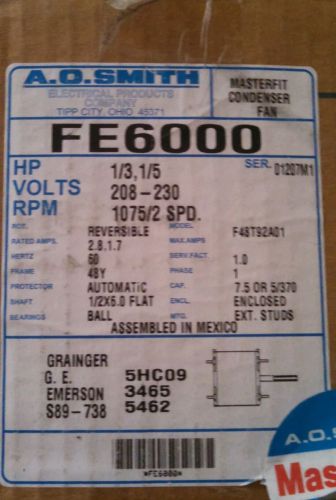 A.O.SMITH
ELECTRICAL PRODUCTS
COMPANY
TIPP CITY, OHIO 45371
MASTERFIT
CONDENSER
FAN
FE6000
HP 1/3,1/5 SER. 01207M1
VOLTS 208-230
RPM 1075/2 SPD.
ROT. REVERSIBLE MODEL F48T92A01
RATED AMPS. 2.8,1.7 MAX.AMPS
HERTZ 60 SERV.FACT. 1.0
FRAME 48Y PHASE 1
PROTECTOR AUTOMATIC CAP. 7.5 OR 5/370
SHAFT 1/2X5.0 FLAT ENCL. ENCLOSED
BEARINGS BALL MTG. EXT. STUDS
ASSEMBLED IN MEXICO
GRAINGER 5HC09
G. E. 3465
EMERSON 5462
S89-738
*FE6000*
A.O.S
Mas